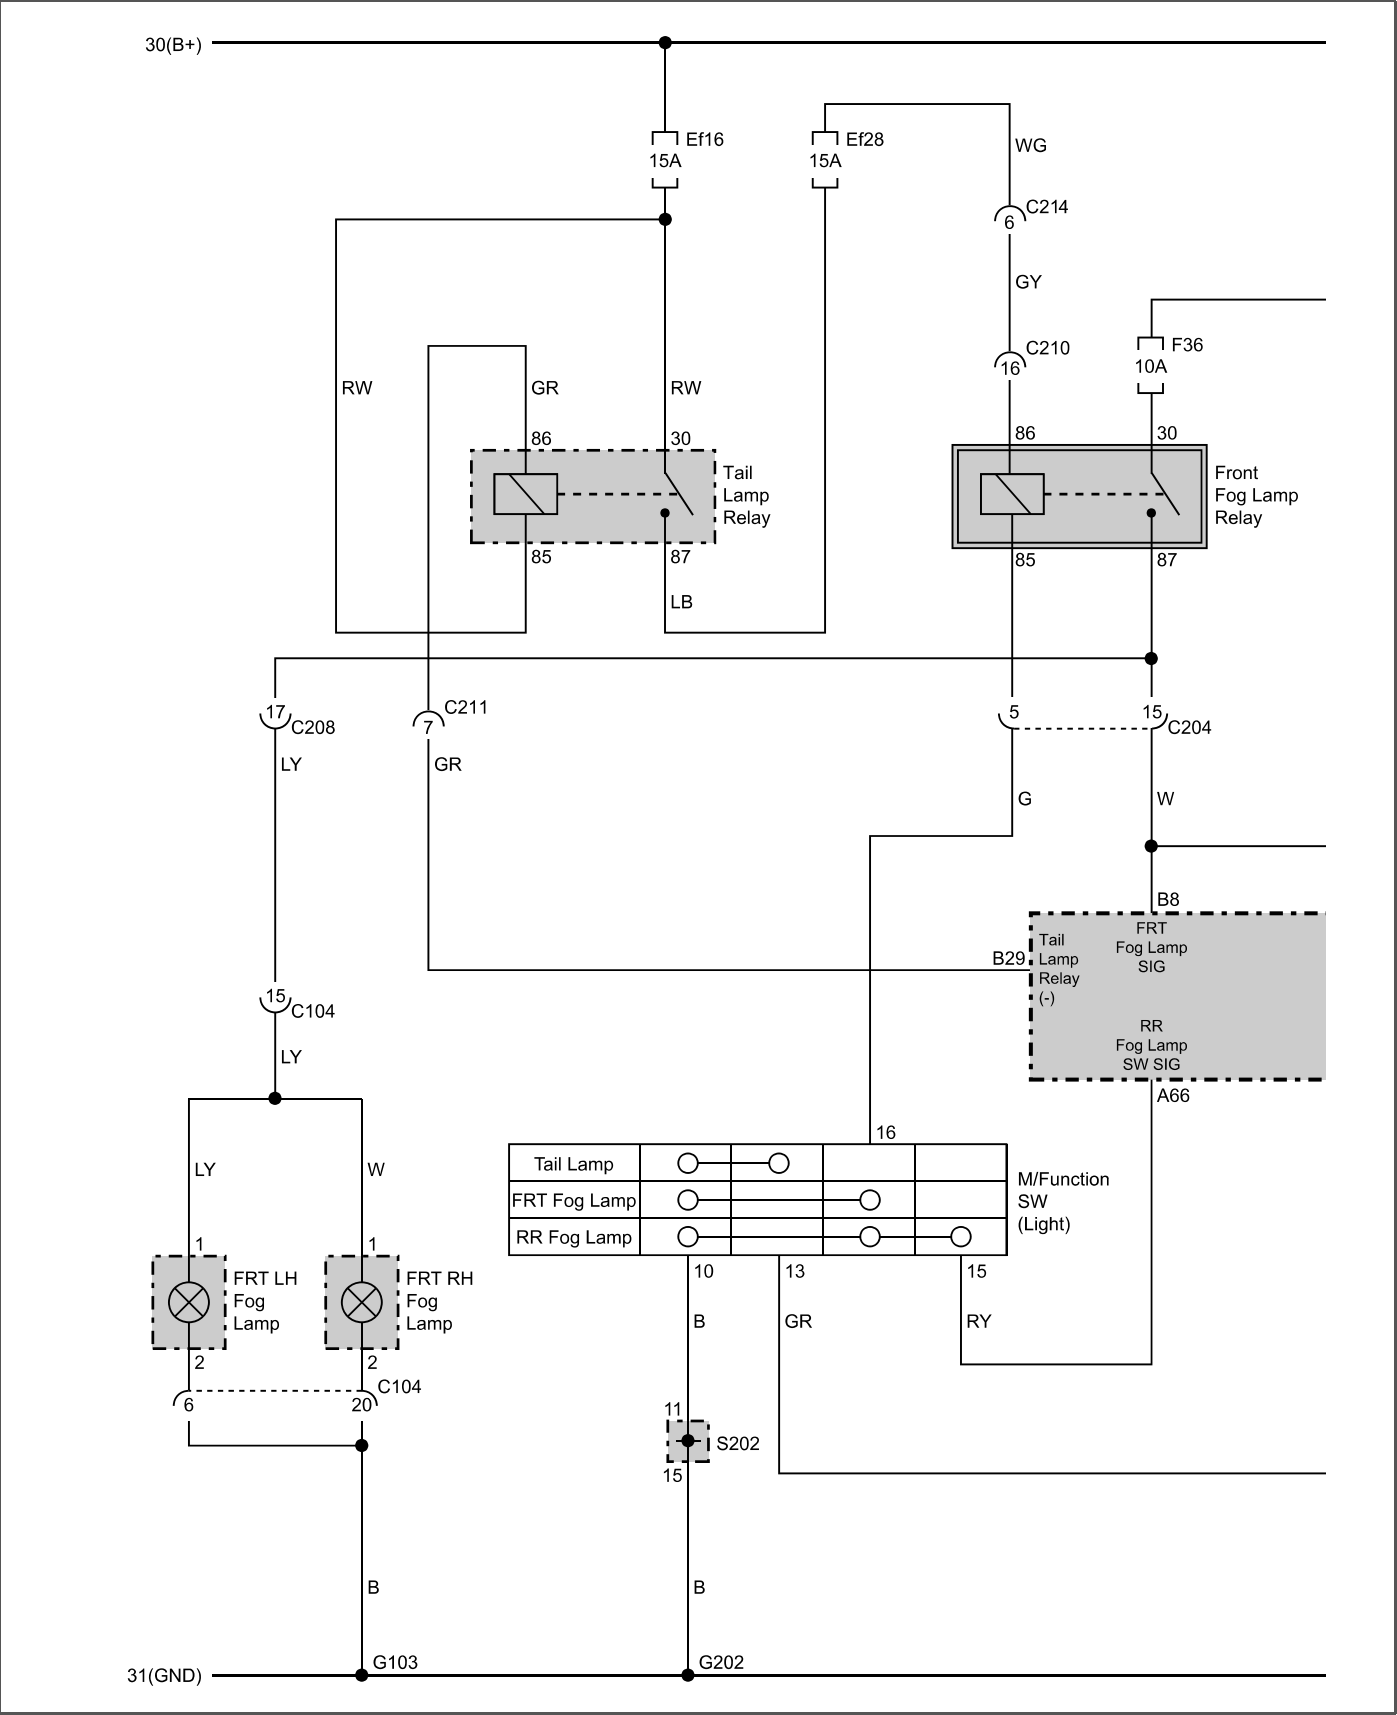 30(B+)
Ef16
15A
Ef28
15A
WG
C214
6
GY
C210
16
F36
10A
RW
GR
RW
86
30
86
30
Tail
Lamp
Relay
Front
Fog Lamp
Relay
85
87
85
87
LB
17
C208
C211
7
5
15
C204
LY
GR
G
W
B8
FRT
Fog Lamp
SIG
Tail
Lamp
Relay
(-)
B29
RR
Fog Lamp
SW SIG
A66
15
C104
LY
16
LY
W
Tail Lamp
FRT Fog Lamp
RR Fog Lamp
M/Function
SW
(Light)
1
1
FRT LH
Fog
Lamp
FRT RH
Fog
Lamp
10
13
15
B
GR
RY
2
2
C104
6
20
11
S202
15
B
B
31(GND)
G103
G202